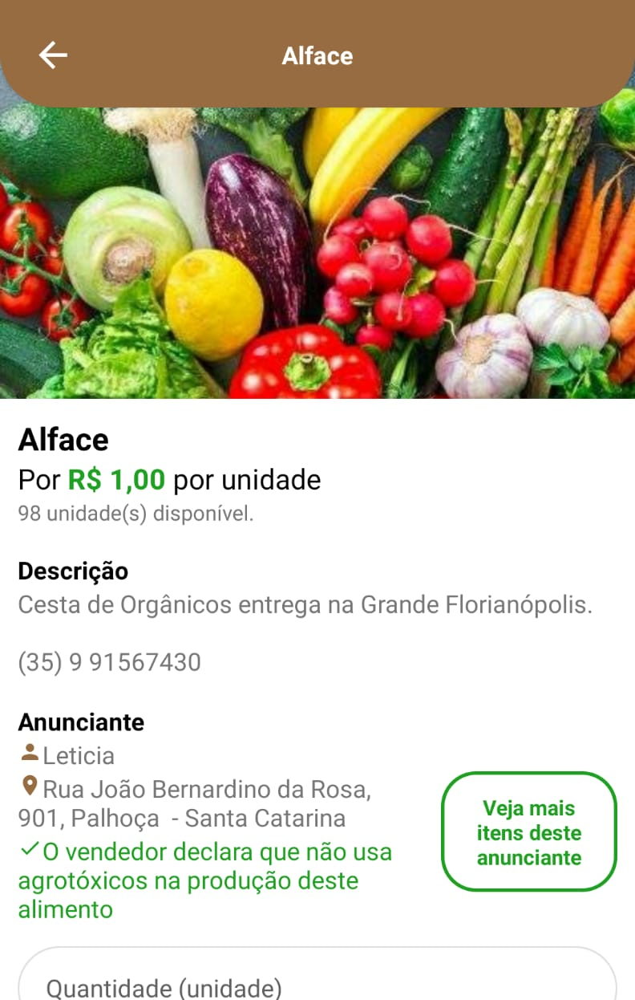 Alface
Alface
Por R$ 1,00 por unidade
98 unidade(s) disponível.
Descrição
Cesta de Orgânicos entrega na Grande Florianópolis.
(35) 9 91567430
Anunciante
Leticia
Rua João Bernardino da Rosa,
901, Palhoça  - Santa Catarina
O vendedor declara que não usa
agrotóxicos na produção deste
alimento
Veja mais
itens deste
anunciante
Quantidade (unidade)